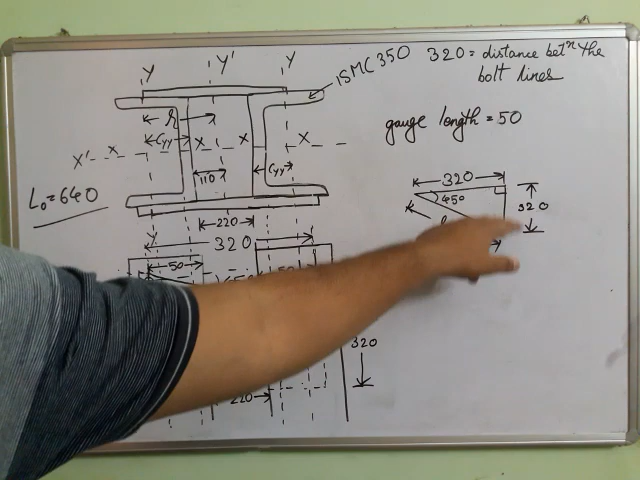 Y Y' Y
ISMC 350
320 = distance betⁿ the
bolt lines
gauge length = 50
Cyy X X X
X' X
110 Cyy
L₀ = 640
220
Y
320
50
320
45°
320
320
220